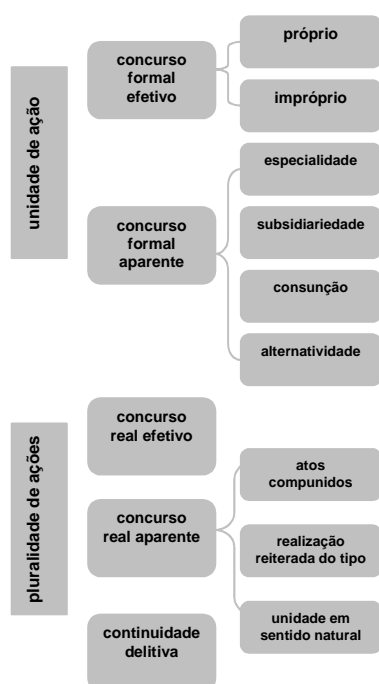 unidade de ação
concurso
formal
efetivo
próprio
impróprio
concurso
formal
aparente
especialidade
subsidiariedade
consunção
alternatividade
pluralidade de ações
concurso
real efetivo
concurso
real aparente
atos
compunidos
realização
reiterada do tipo
unidade em
sentido natural
continuidade
delitiva